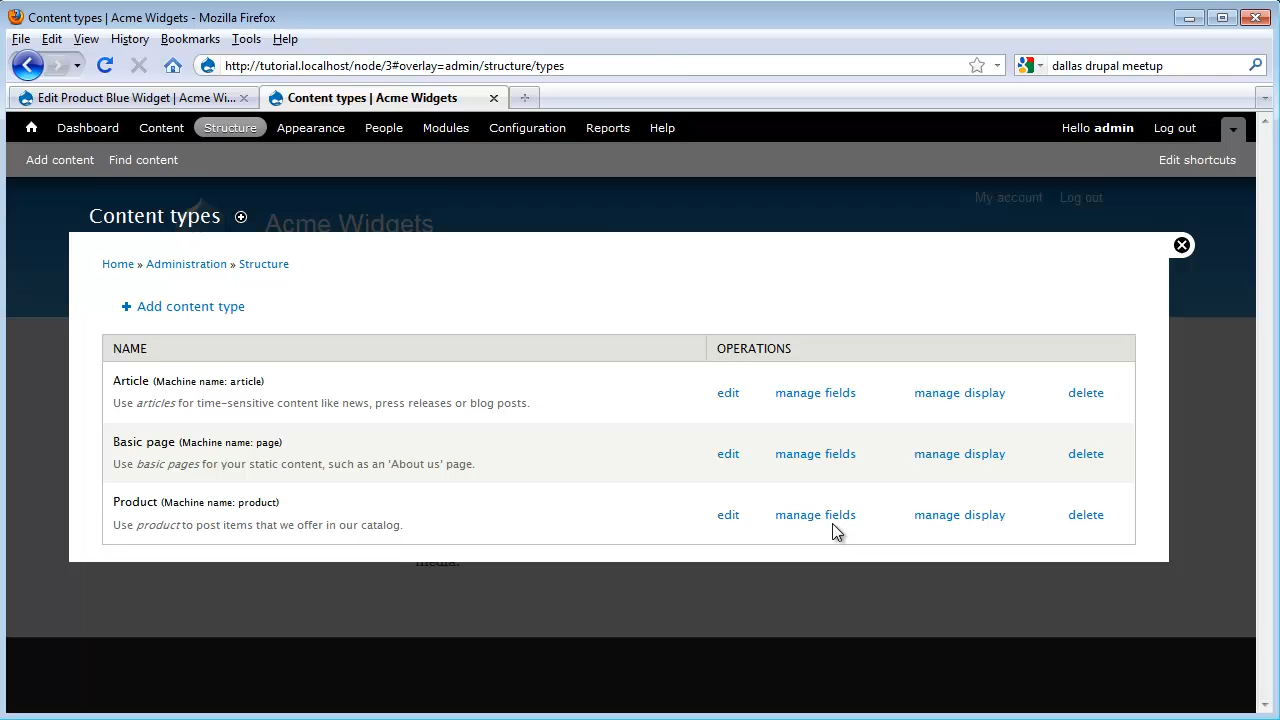 Content types | Acme Widgets - Mozilla Firefox
File Edit View History Bookmarks Tools Help
http://tutorial.localhost/node/3#overlay=admin/structure/types
dallas drupal meetup
Edit Product Blue Widget | Acme Wi...
Content types | Acme Widgets
Dashboard Content Structure Appearance People Modules Configuration Reports Help Hello admin Log out
Add content Find content Edit shortcuts
My account Log out
Content types
Acme Widgets
Home » Administration » Structure
Add content type
NAME OPERATIONS
Article (Machine name: article)
Use articles for time-sensitive content like news, press releases or blog posts.
edit manage fields manage display delete
Basic page (Machine name: page)
Use basic pages for your static content, such as an 'About us' page.
edit manage fields manage display delete
Product (Machine name: product)
Use product to post items that we offer in our catalog.
edit manage fields manage display delete
media.